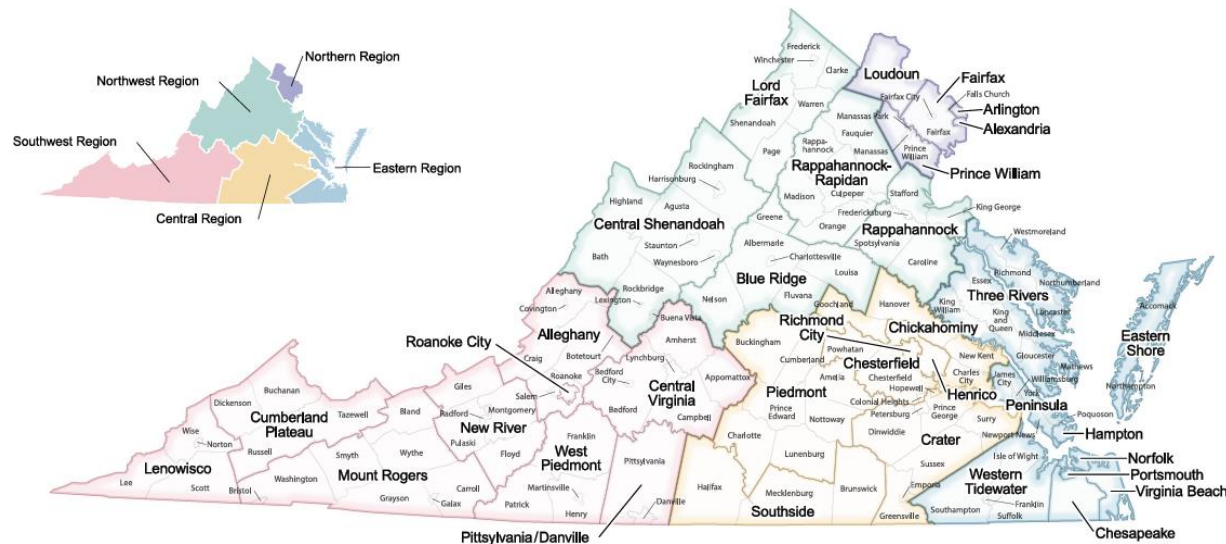 Northern Region
Northwest Region
Southwest Region
Eastern Region
Central Region
Frederick
Winchester
Clarke
Lord
Fairfax
Warren
Shenandoah
Page
Loudoun
Fairfax
Fairfax City
Falls Church
Arlington
Alexandria
Fairfax
Manassas Park
Manassas
Prince
William
Prince William
Fauquier
Rappa-
hannock
Rappahannock-
Rapidan
Culpeper
Madison
Orange
Rockingham
Harrisonburg
Highland
Agusta
Central Shenandoah
Staunton
Waynesboro
Bath
Rockbridge
Lexington
Buena Vista
Greene
Albermarle
Charlottesville
Louisa
Blue Ridge
Nelson
Fluvana
Stafford
King George
Fredericksburg
Rappahannock
Spotsylvania
Caroline
Westmoreland
Richmond
Essex
Northumberland
Three Rivers
King
William
King
and
Queen
Lancaster
Middlesex
Gloucester
Mathews
Accomack
Eastern
Shore
Northampton
Alleghany
Covington
Alleghany
Botetourt
Craig
Roanoke City
Roanoke
Salem
Amherst
Lynchburg
Bedford
City
Central
Virginia
Appomattox
Bedford
Campbell
Goochland
Hanover
Richmond
City
Chickahominy
Buckingham
Powhatan
Cumberland
Chesterfield
New Kent
Charles
City
Chesterfield
Amelia
Piedmont
Hopewell
Henrico
Colonial Heights
Prince
Edward
Nottoway
Petersburg
Prince
George
Dinwiddie
Crater
Surry
Sussex
Charlotte
Lunenburg
Halifax
Mecklenburg
Brunswick
Southside
Emporia
Greensville
James
City
Williamsburg
York
Peninsula
Poquoson
Newport News
Hampton
Isle of Wight
Norfolk
Portsmouth
Virginia Beach
Western
Tidewater
Franklin
Southampton
Suffolk
Chesapeake
Buchanan
Dickenson
Cumberland
Plateau
Tazewell
Russell
Wise
Norton
Lenowisco
Lee
Scott
Bristol
Bland
Smyth
Wythe
Washington
Mount Rogers
Grayson
Galax
Carroll
Giles
Radford
Montgomery
New River
Pulaski
Floyd
Franklin
West
Piedmont
Martinsville
Patrick
Henry
Pittsylvania
Danville
Pittsylvania/Danville